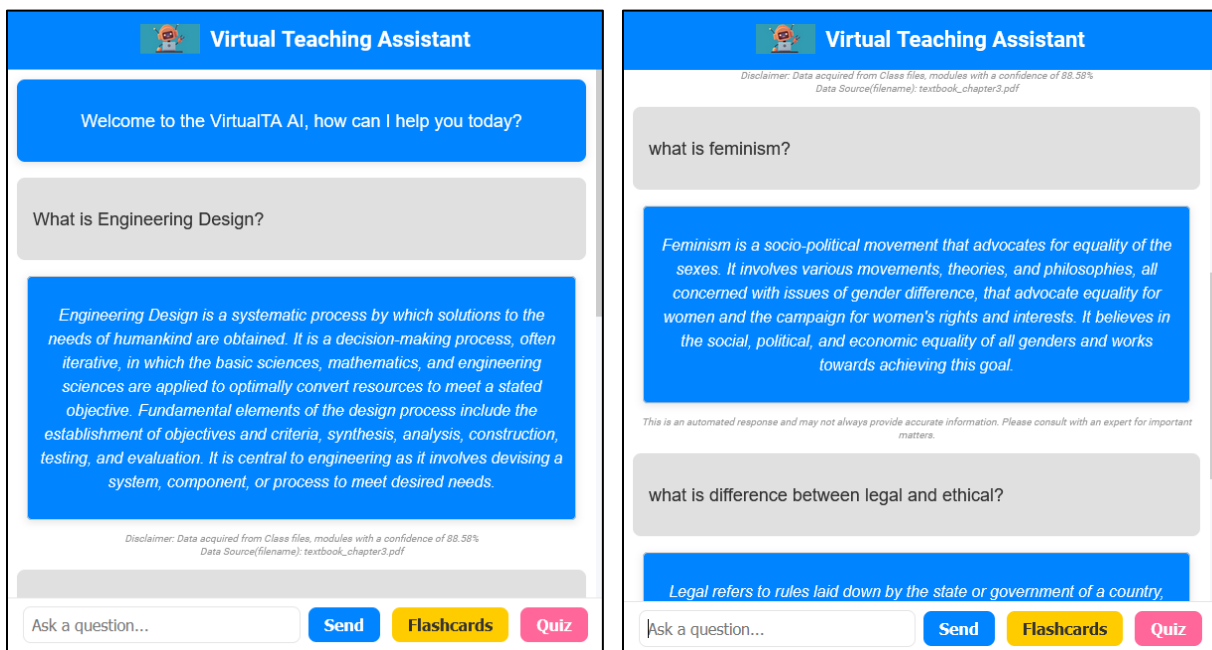 Virtual Teaching Assistant
Welcome to the VirtualTA AI, how can I help you today?
What is Engineering Design?
Engineering Design is a systematic process by which solutions to the
needs of humankind are obtained. It is a decision-making process, often
iterative, in which the basic sciences, mathematics, and engineering
sciences are applied to optimally convert resources to meet a stated
objective. Fundamental elements of the design process include the
establishment of objectives and criteria, synthesis, analysis, construction,
testing, and evaluation. It is central to engineering as it involves devising a
system, component, or process to meet desired needs.
Disclaimer: Data acquired from Class files, modules with a confidence of 88.58%
Data Source(filename): textbook_chapter3.pdf
Ask a question...
Send
Flashcards
Quiz
Virtual Teaching Assistant
Disclaimer: Data acquired from Class files, modules with a confidence of 88.58%
Data Source(filename): textbook_chapter3.pdf
what is feminism?
Feminism is a socio-political movement that advocates for equality of the
sexes. It involves various movements, theories, and philosophies, all
concerned with issues of gender difference, that advocate equality for
women and the campaign for women's rights and interests. It believes in
the social, political, and economic equality of all genders and works
towards achieving this goal.
This is an automated response and may not always provide accurate information. Please consult with an expert for important
matters.
what is difference between legal and ethical?
Legal refers to rules laid down by the state or government of a country,
Ask a question...
Send
Flashcards
Quiz